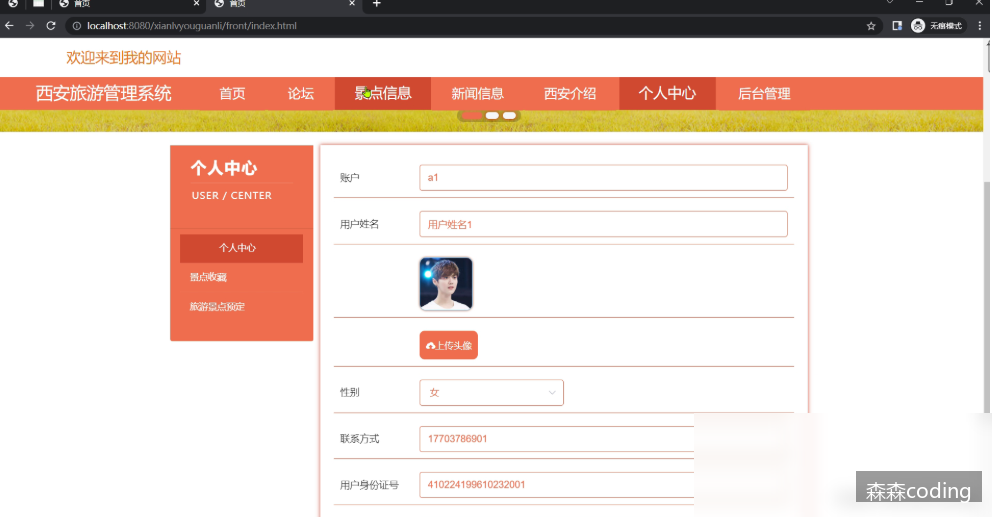 首页
首页
localhost:8080/xianlvyouguanli/front/index.html
无痕模式
欢迎来到我的网站
西安旅游管理系统 首页 论坛 景点信息 新闻信息 西安介绍 个人中心 后台管理
个人中心
USER / CENTER
个人中心
景点收藏
旅游景点预定
账户 a1
用户姓名 用户姓名1
上传头像
性别 女
联系方式 17703786901
用户身份证号 410224199610232001
森森coding